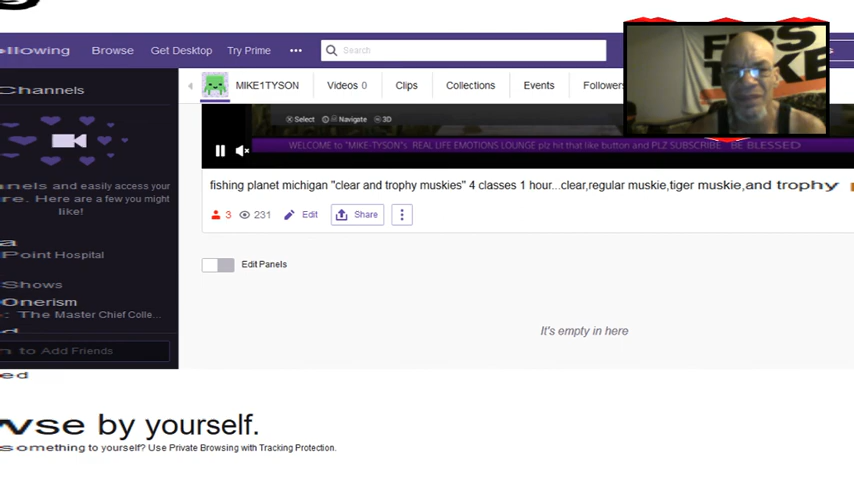 ollowing Browse Get Desktop Try Prime Search
Channels
MIKE1TYSON Videos 0 Clips Collections Events Followers
Select Navigate 3D
WELCOME to "MIKE-TYSON's REAL LIFE EMOTIONS LOUNGE plz hit that like button and PLZ SUBSCRIBE BE BLESSED
nels and easily access your
re. Here are a few you might
like!
fishing planet michigan "clear and trophy muskies" 4 classes 1 hour...clear,regular muskie,tiger muskie,and trophy
3 231 Edit Share
a
Point Hospital
Edit Panels
Shows
Onerism
: The Master Chief Colle...
It's empty in here
n to Add Friends
ed
wse by yourself.
something to yourself? Use Private Browsing with Tracking Protection.